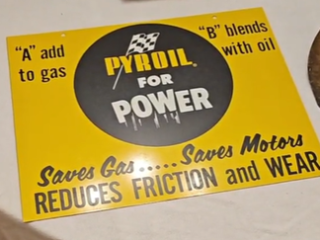 "A" add
to gas
"B" blends
with oil
PYROIL
FOR
POWER
Saves Gas.....Saves Motors
REDUCES FRICTION and WEAR